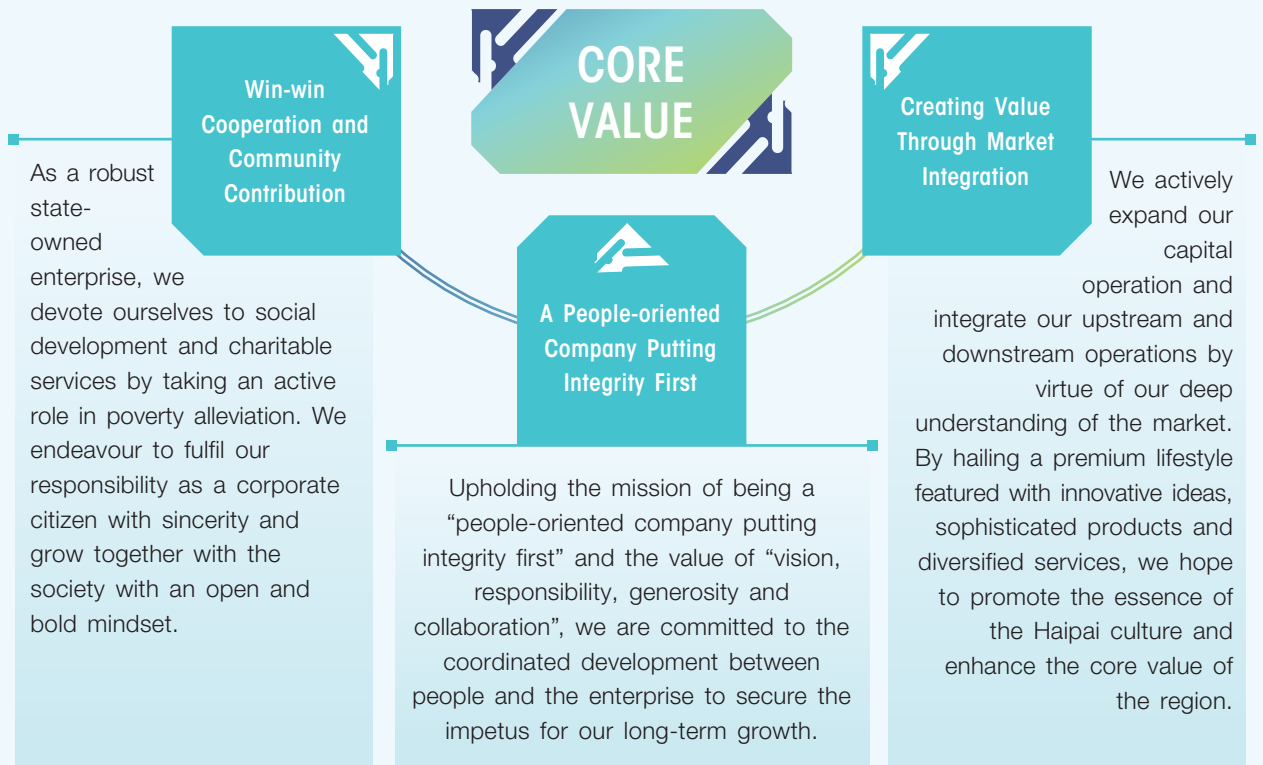 CORE
VALUE
Win-win
Cooperation and
Community
Contribution
As a robust
state-
owned
enterprise, we
devote ourselves to social
development and charitable
services by taking an active
role in poverty alleviation. We
endeavour to fulfil our
responsibility as a corporate
citizen with sincerity and
grow together with the
society with an open and
bold mindset.
A People-oriented
Company Putting
Integrity First
Upholding the mission of being a
“people-oriented company putting
integrity first” and the value of “vision,
responsibility, generosity and
collaboration”, we are committed to the
coordinated development between
people and the enterprise to secure the
impetus for our long-term growth.
Creating Value
Through Market
Integration
We actively
expand our
capital
operation and
integrate our upstream and
downstream operations by
virtue of our deep
understanding of the market.
By hailing a premium lifestyle
featured with innovative ideas,
sophisticated products and
diversified services, we hope
to promote the essence of
the Haipai culture and
enhance the core value of
the region.